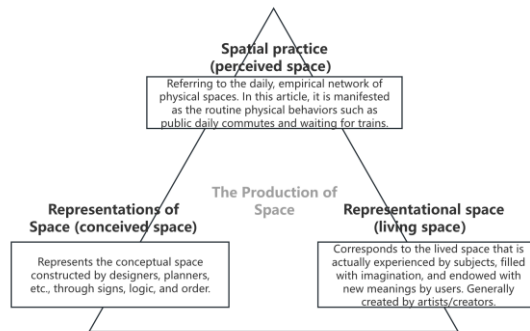 Spatial practice
(perceived space)
Referring to the daily, empirical network of
physical spaces. In this article, it is manifested
as the routine physical behaviors such as
public daily commutes and waiting for trains.
The Production of
Space
Representations of
Space (conceived space)
Represents the conceptual space
constructed by designers, planners,
etc., through signs, logic, and order.
Representational space
(living space)
Corresponds to the lived space that is
actually experienced by subjects, filled
with imagination, and endowed with
new meanings by users. Generally
created by artists/creators.